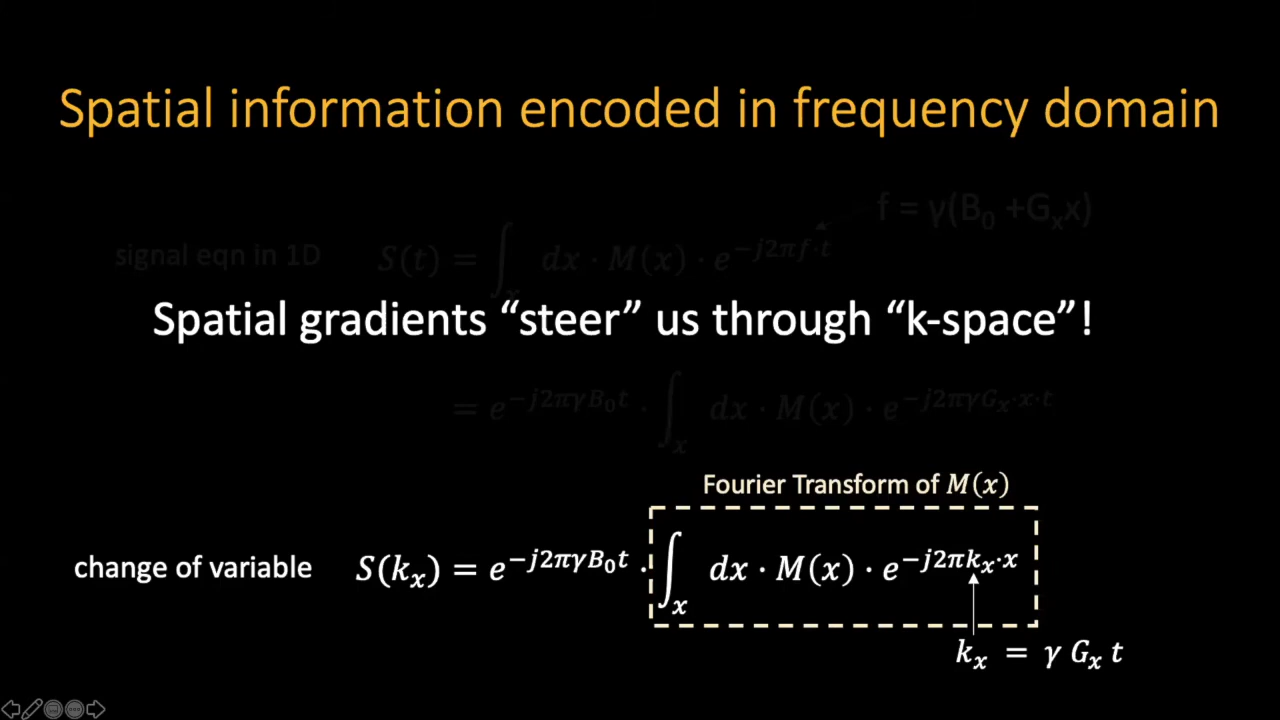 Spatial information encoded in frequency domain
f = γ(B₀ +Gₓx)
signal eqn in 1D S(t) = ∫ₓ dx · M(x) · e^{−j2πf·t}
Spatial gradients “steer” us through “k-space”!
= e^{−j2πγB₀t} · ∫ₓ dx · M(x) · e^{−j2πγGₓ·x·t}
Fourier Transform of M(x)
change of variable S(kₓ) = e^{−j2πγB₀t} · ∫ₓ dx · M(x) · e^{−j2πkₓ·x}
kₓ = γ Gₓ t